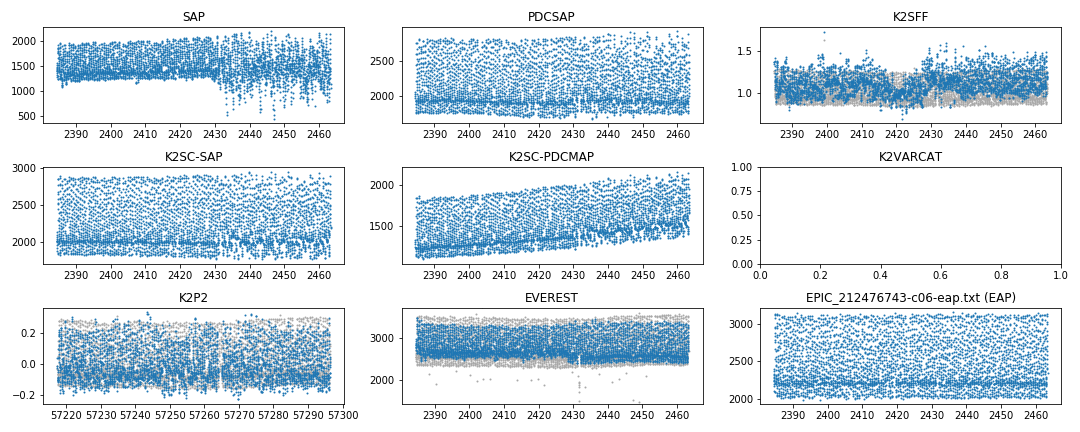 SAP
PDCSAP
K2SFF
2000
1500
1000
500
2390 2400 2410 2420 2430 2440 2450 2460
2500
2000
2390 2400 2410 2420 2430 2440 2450 2460
1.5
1.0
2390 2400 2410 2420 2430 2440 2450 2460
K2SC-SAP
K2SC-PDCMAP
K2VARCAT
3000
2500
2000
2390 2400 2410 2420 2430 2440 2450 2460
2000
1500
2390 2400 2410 2420 2430 2440 2450 2460
1.00
0.75
0.50
0.25
0.00
0.0 0.2 0.4 0.6 0.8 1.0
K2P2
EVEREST
EPIC_212476743-c06-eap.txt (EAP)
0.2
0.0
−0.2
57220 57230 57240 57250 57260 57270 57280 57290 57300
3000
2000
2390 2400 2410 2420 2430 2440 2450 2460
3000
2500
2000
2390 2400 2410 2420 2430 2440 2450 2460